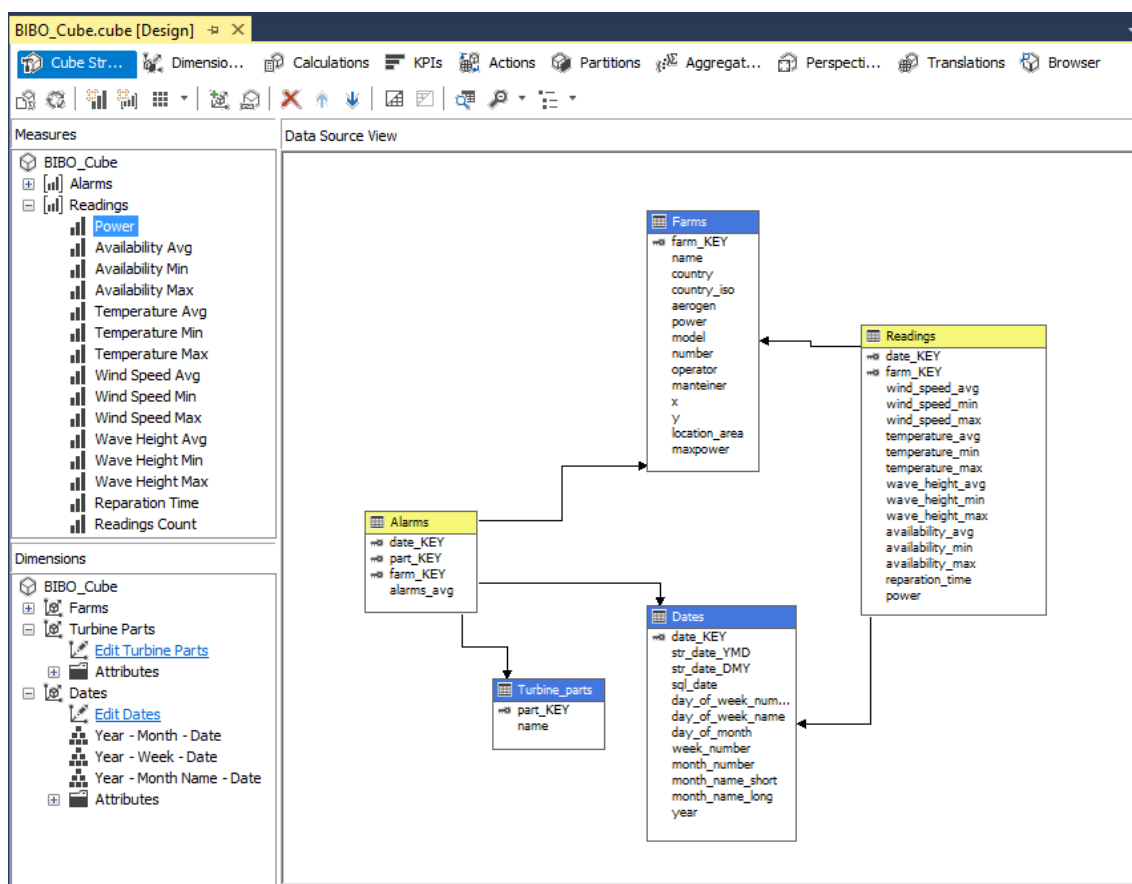 BIBO_Cube.cube [Design]
Cube Str... Dimensio... Calculations KPIs Actions Partitions Aggregat... Perspecti... Translations Browser
Measures
BIBO_Cube
Alarms
Readings
Power
Availability Avg
Availability Min
Availability Max
Temperature Avg
Temperature Min
Temperature Max
Wind Speed Avg
Wind Speed Min
Wind Speed Max
Wave Height Avg
Wave Height Min
Wave Height Max
Reparation Time
Readings Count
Dimensions
BIBO_Cube
Farms
Turbine Parts
Edit Turbine Parts
Attributes
Dates
Edit Dates
Year - Month - Date
Year - Week - Date
Year - Month Name - Date
Attributes
Data Source View
Farms
farm_KEY
name
country
country_iso
aerogen
power
model
number
operator
manteiner
x
y
location_area
maxpower
Readings
date_KEY
farm_KEY
wind_speed_avg
wind_speed_min
wind_speed_max
temperature_avg
temperature_min
temperature_max
wave_height_avg
wave_height_min
wave_height_max
availability_avg
availability_min
availability_max
reparation_time
power
Alarms
date_KEY
part_KEY
farm_KEY
alarms_avg
Dates
date_KEY
str_date_YMD
str_date_DMY
sql_date
day_of_week_num...
day_of_week_name
day_of_month
week_number
month_number
month_name_short
month_name_long
year
Turbine_parts
part_KEY
name